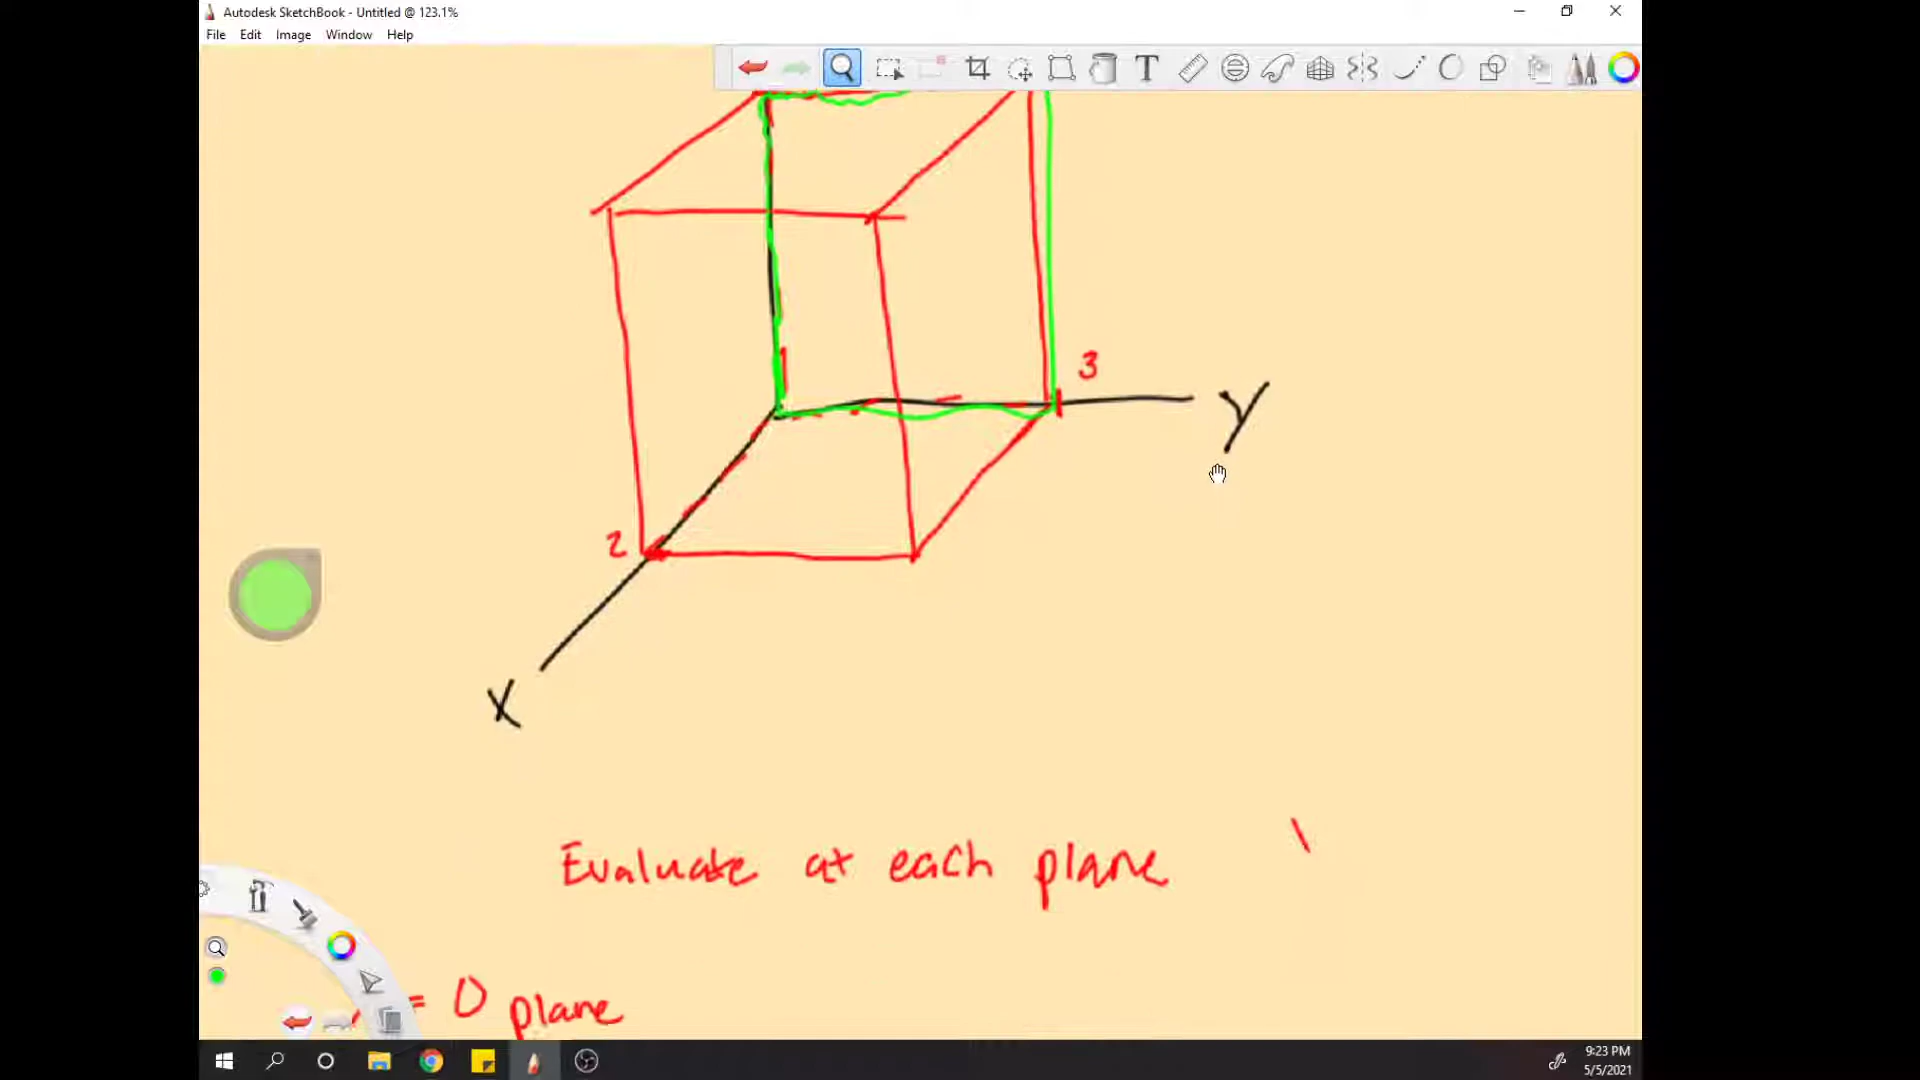 Autodesk SketchBook - Untitled @ 123.1%
File Edit Image Window Help
T
3
Y
2
X
Evaluate at each plane
= 0 plane
9:23 PM
5/5/2021